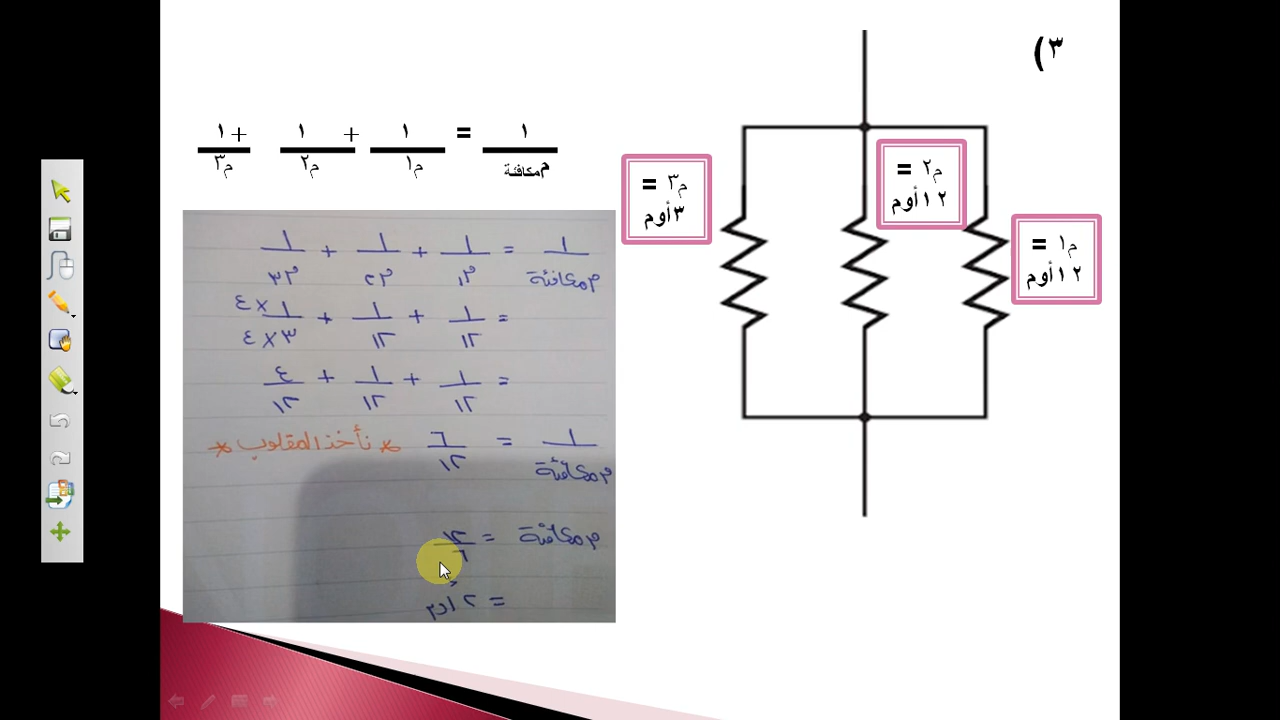 ٣)
١/م مكافئة = ١/م١ + ١/م٢ + ١/م٣
م٣ =
٣أوم
م٢ =
١٢أوم
م١ =
١٢أوم
١/م مكافئة = ١/م١ + ١/م٢ + ١/م٣
= ١/١٢ + ١/١٢ + ١×٤/٣×٤
= ١/١٢ + ١/١٢ + ٤/١٢
١/م مكافئة = ٦/١٢ * نأخذ المقلوب *
م مكافئة = ١٢/٦
= ٢ أوم